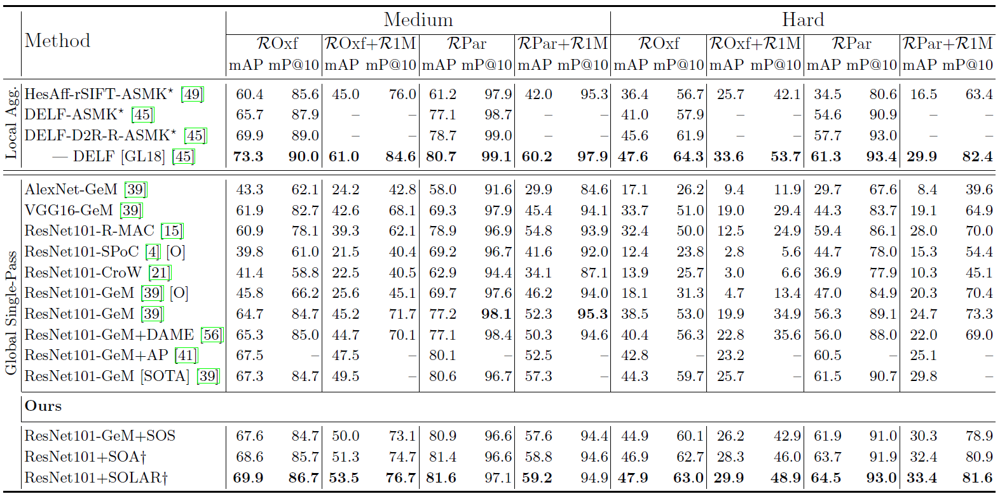 Medium Hard
Method
ROxf ROxf+R1M RPar RPar+R1M ROxf ROxf+R1M RPar RPar+R1M
mAP mP@10 mAP mP@10 mAP mP@10 mAP mP@10 mAP mP@10 mAP mP@10 mAP mP@10 mAP mP@10
Local Agg.
HesAff-rSIFT-ASMK⋆ [49] 60.4 85.6 45.0 76.0 61.2 97.9 42.0 95.3 36.4 56.7 25.7 42.1 34.5 80.6 16.5 63.4
DELF-ASMK⋆ [45] 65.7 87.9 – – 77.1 98.7 – – 41.0 57.9 – – 54.6 90.9 – –
DELF-D2R-R-ASMK⋆ [45] 69.9 89.0 – – 78.7 99.0 – – 45.6 61.9 – – 57.7 93.0 – –
— DELF [GL18] [45] 73.3 90.0 61.0 84.6 80.7 99.1 60.2 97.9 47.6 64.3 33.6 53.7 61.3 93.4 29.9 82.4
Global Single-Pass
AlexNet-GeM [39] 43.3 62.1 24.2 42.8 58.0 91.6 29.9 84.6 17.1 26.2 9.4 11.9 29.7 67.6 8.4 39.6
VGG16-GeM [39] 61.9 82.7 42.6 68.1 69.3 97.9 45.4 94.1 33.7 51.0 19.0 29.4 44.3 83.7 19.1 64.9
ResNet101-R-MAC [15] 60.9 78.1 39.3 62.1 78.9 96.9 54.8 93.9 32.4 50.0 12.5 24.9 59.4 86.1 28.0 70.0
ResNet101-SPoC [4] [O] 39.8 61.0 21.5 40.4 69.2 96.7 41.6 92.0 12.4 23.8 2.8 5.6 44.7 78.0 15.3 54.4
ResNet101-CroW [21] 41.4 58.8 22.5 40.5 62.9 94.4 34.1 87.1 13.9 25.7 3.0 6.6 36.9 77.9 10.3 45.1
ResNet101-GeM [39] [O] 45.8 66.2 25.6 45.1 69.7 97.6 46.2 94.0 18.1 31.3 4.7 13.4 47.0 84.9 20.3 70.4
ResNet101-GeM [39] 64.7 84.7 45.2 71.7 77.2 98.1 52.3 95.3 38.5 53.0 19.9 34.9 56.3 89.1 24.7 73.3
ResNet101-GeM+DAME [56] 65.3 85.0 44.7 70.1 77.1 98.4 50.3 94.6 40.4 56.3 22.8 35.6 56.0 88.0 22.0 69.0
ResNet101-GeM+AP [41] 67.5 – 47.5 – 80.1 – 52.5 – 42.8 – 23.2 – 60.5 – 25.1 –
ResNet101-GeM [SOTA] [39] 67.3 84.7 49.5 – 80.6 96.7 57.3 – 44.3 59.7 25.7 – 61.5 90.7 29.8 –
Ours
ResNet101-GeM+SOS 67.6 84.7 50.0 73.1 80.9 96.6 57.6 94.4 44.9 60.1 26.2 42.9 61.9 91.0 30.3 78.9
ResNet101+SOA† 68.6 85.7 51.3 74.7 81.4 96.6 58.8 94.6 46.9 62.7 28.3 46.0 63.7 91.9 32.4 80.9
ResNet101+SOLAR† 69.9 86.7 53.5 76.7 81.6 97.1 59.2 94.9 47.9 63.0 29.9 48.9 64.5 93.0 33.4 81.6